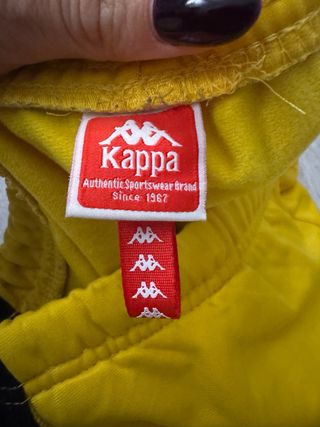 Kappa
Authentic Sportswear Brand
Since 1967